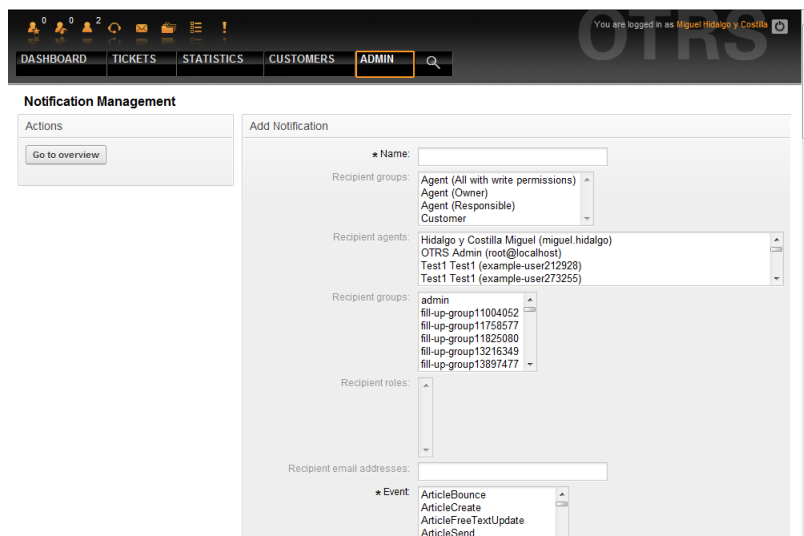 0 0 2
You are logged in as Miguel Hidalgo y Costilla
OTRS
DASHBOARD TICKETS STATISTICS CUSTOMERS ADMIN
Notification Management
Actions
Go to overview
Add Notification
★ Name:
Recipient groups:
Agent (All with write permissions)
Agent (Owner)
Agent (Responsible)
Customer
Recipient agents:
Hidalgo y Costilla Miguel (miguel.hidalgo)
OTRS Admin (root@localhost)
Test1 Test1 (example-user212928)
Test1 Test1 (example-user273255)
Recipient groups:
admin
fill-up-group11004052
fill-up-group11758577
fill-up-group11825080
fill-up-group13216349
fill-up-group13897477
Recipient roles:
Recipient email addresses:
★ Event:
ArticleBounce
ArticleCreate
ArticleFreeTextUpdate
ArticleSend